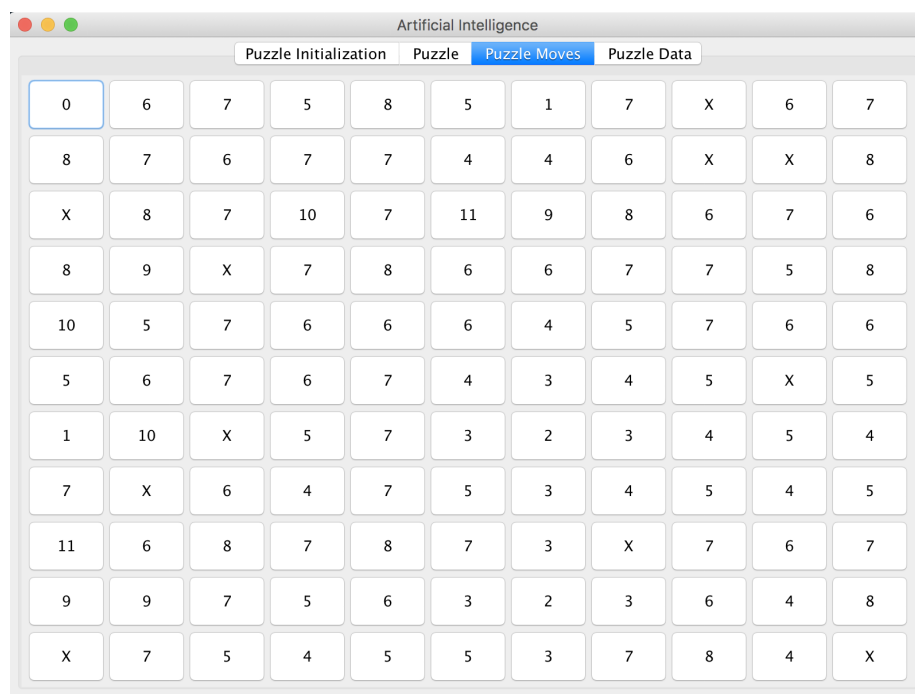 Artificial Intelligence
Puzzle Initialization Puzzle Puzzle Moves Puzzle Data
0 6 7 5 8 5 1 7 X 6 7
8 7 6 7 7 4 4 6 X X 8
X 8 7 10 7 11 9 8 6 7 6
8 9 X 7 8 6 6 7 7 5 8
10 5 7 6 6 6 4 5 7 6 6
5 6 7 6 7 4 3 4 5 X 5
1 10 X 5 7 3 2 3 4 5 4
7 X 6 4 7 5 3 4 5 4 5
11 6 8 7 8 7 3 X 7 6 7
9 9 7 5 6 3 2 3 6 4 8
X 7 5 4 5 5 3 7 8 4 X